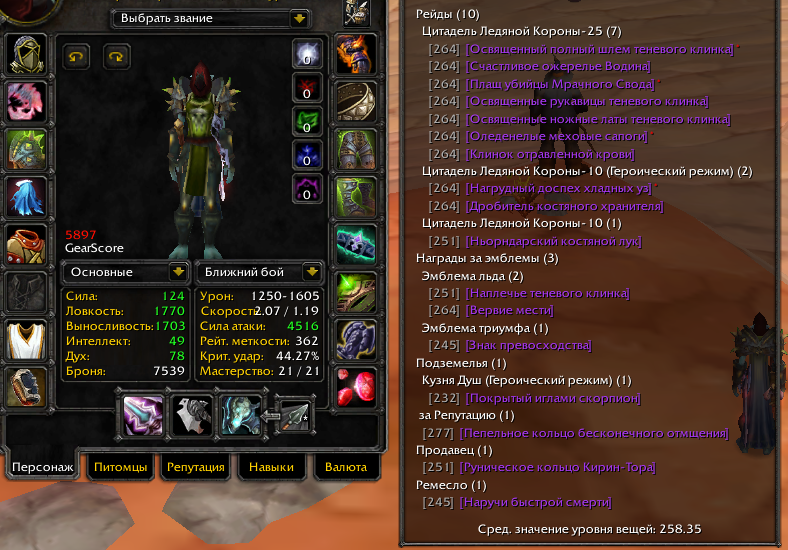 Выбрать звание
0
0
0
0
0
5897
GearScore
Основные
Ближний бой
Сила: 124
Ловкость: 1770
Выносливость: 1703
Интеллект: 49
Дух: 78
Броня: 7539
Урон: 1250-1605
Скорость: 2.07 / 1.19
Сила атаки: 4516
Рейт. меткости: 362
Крит. удар: 44.27%
Мастерство: 21 / 21
Персонаж
Питомцы
Репутация
Навыки
Валюта
Рейды (10)
Цитадель Ледяной Короны-25 (7)
[264] [Освященный полный шлем теневого клинка]*
[264] [Счастливое ожерелье Водина]
[264] [Плащ убийцы Мрачного Свода]*
[264] [Освященные рукавицы теневого клинка]
[264] [Освященные ножные латы теневого клинка]
[264] [Оледенелые меховые сапоги]*
[264] [Клинок отравленной крови]
Цитадель Ледяной Короны-10 (Героический режим) (2)
[264] [Нагрудный доспех хладных уз]*
[264] [Дробитель костяного хранителя]
Цитадель Ледяной Короны-10 (1)
[251] [Ньорндарский костяной лук]
Награды за эмблемы (3)
Эмблема льда (2)
[251] [Наплечье теневого клинка]
[264] [Вервие мести]
Эмблема триумфа (1)
[245] [Знак превосходства]
Подземелья (1)
Кузня Душ (Героический режим) (1)
[232] [Покрытый иглами скорпион]
за Репутацию (1)
[277] [Пепельное кольцо бесконечного отмщения]
Продавец (1)
[251] [Руническое кольцо Кирин-Тора]
Ремесло (1)
[245] [Наручи быстрой смерти]
Сред. значение уровня вещей: 258.35